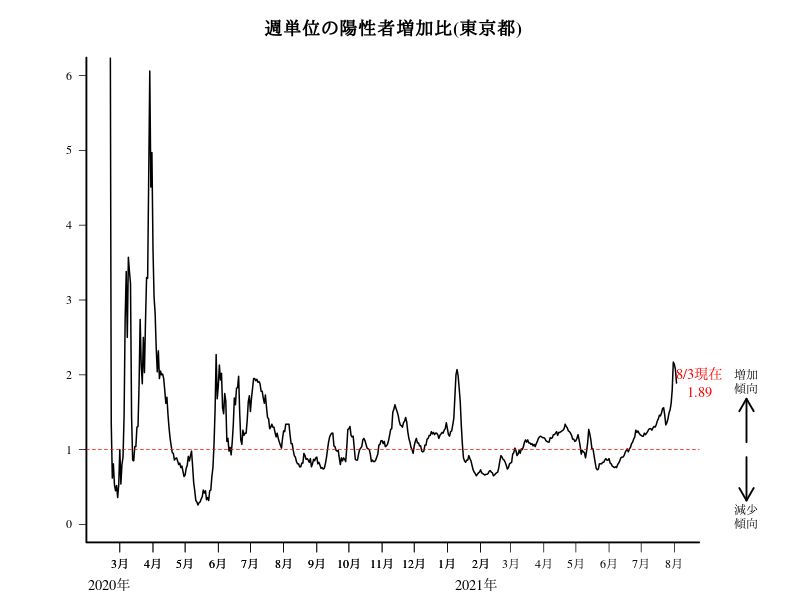 週単位の陽性者増加比(東京都)
6
5
4
3
2
1
0
8/3現在
1.89
増加
傾向
減少
傾向
3月 4月 5月 6月 7月 8月 9月 10月 11月 12月 1月 2月 3月 4月 5月 6月 7月 8月
2020年 2021年